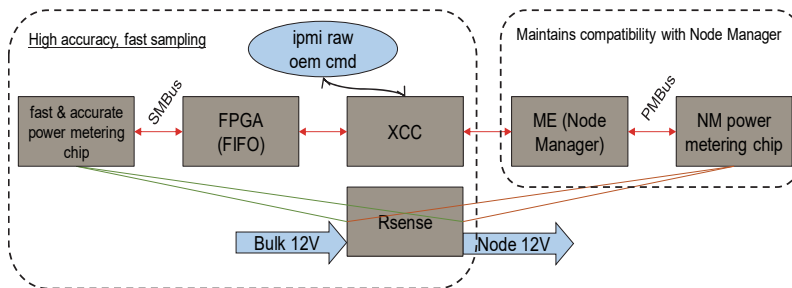 High accuracy, fast sampling
ipmi raw
oem cmd
Maintains compatibility with Node Manager
fast & accurate
power metering
chip
SMBus
FPGA
(FIFO)
XCC
ME (Node
Manager)
PMBus
NM power
metering chip
Rsense
Bulk 12V
Node 12V